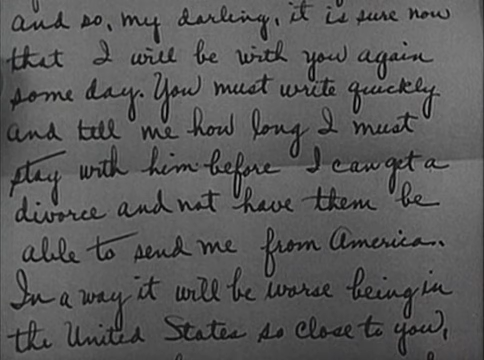 and so, my darling, it is sure now
that I will be with you again
some day. You must write quickly
and tell me how long I must
stay with him before I can get a
divorce and not have them be
able to send me from America.
In a way it will be worse being in
the United States so close to you,